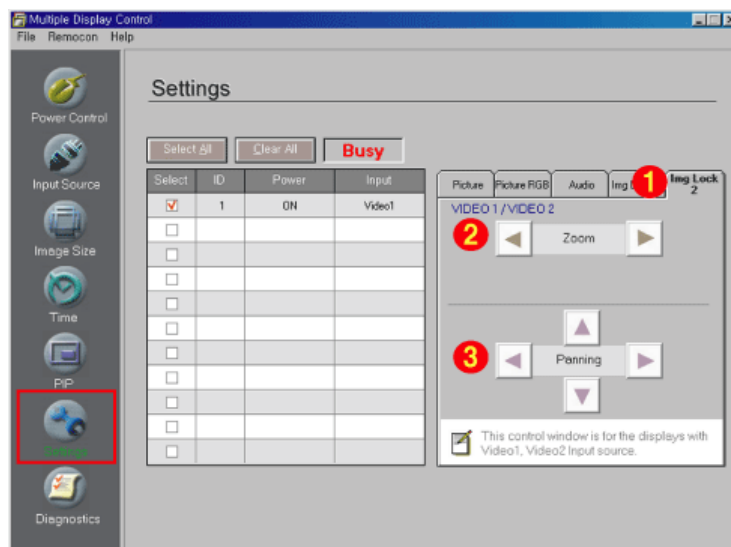 Multiple Display Control
File Remocon Help
Settings
Power Control
Input Source
Image Size
Time
PIP
Settings
Diagnostics
Select All Clear All Busy
Select ID Power Input
1 ON Video1
Picture Picture RGB Audio Img 1 Img Lock 2
VIDEO 1 / VIDEO 2
2 Zoom
3 Panning
This control window is for the displays with
Video1, Video2 Input source.